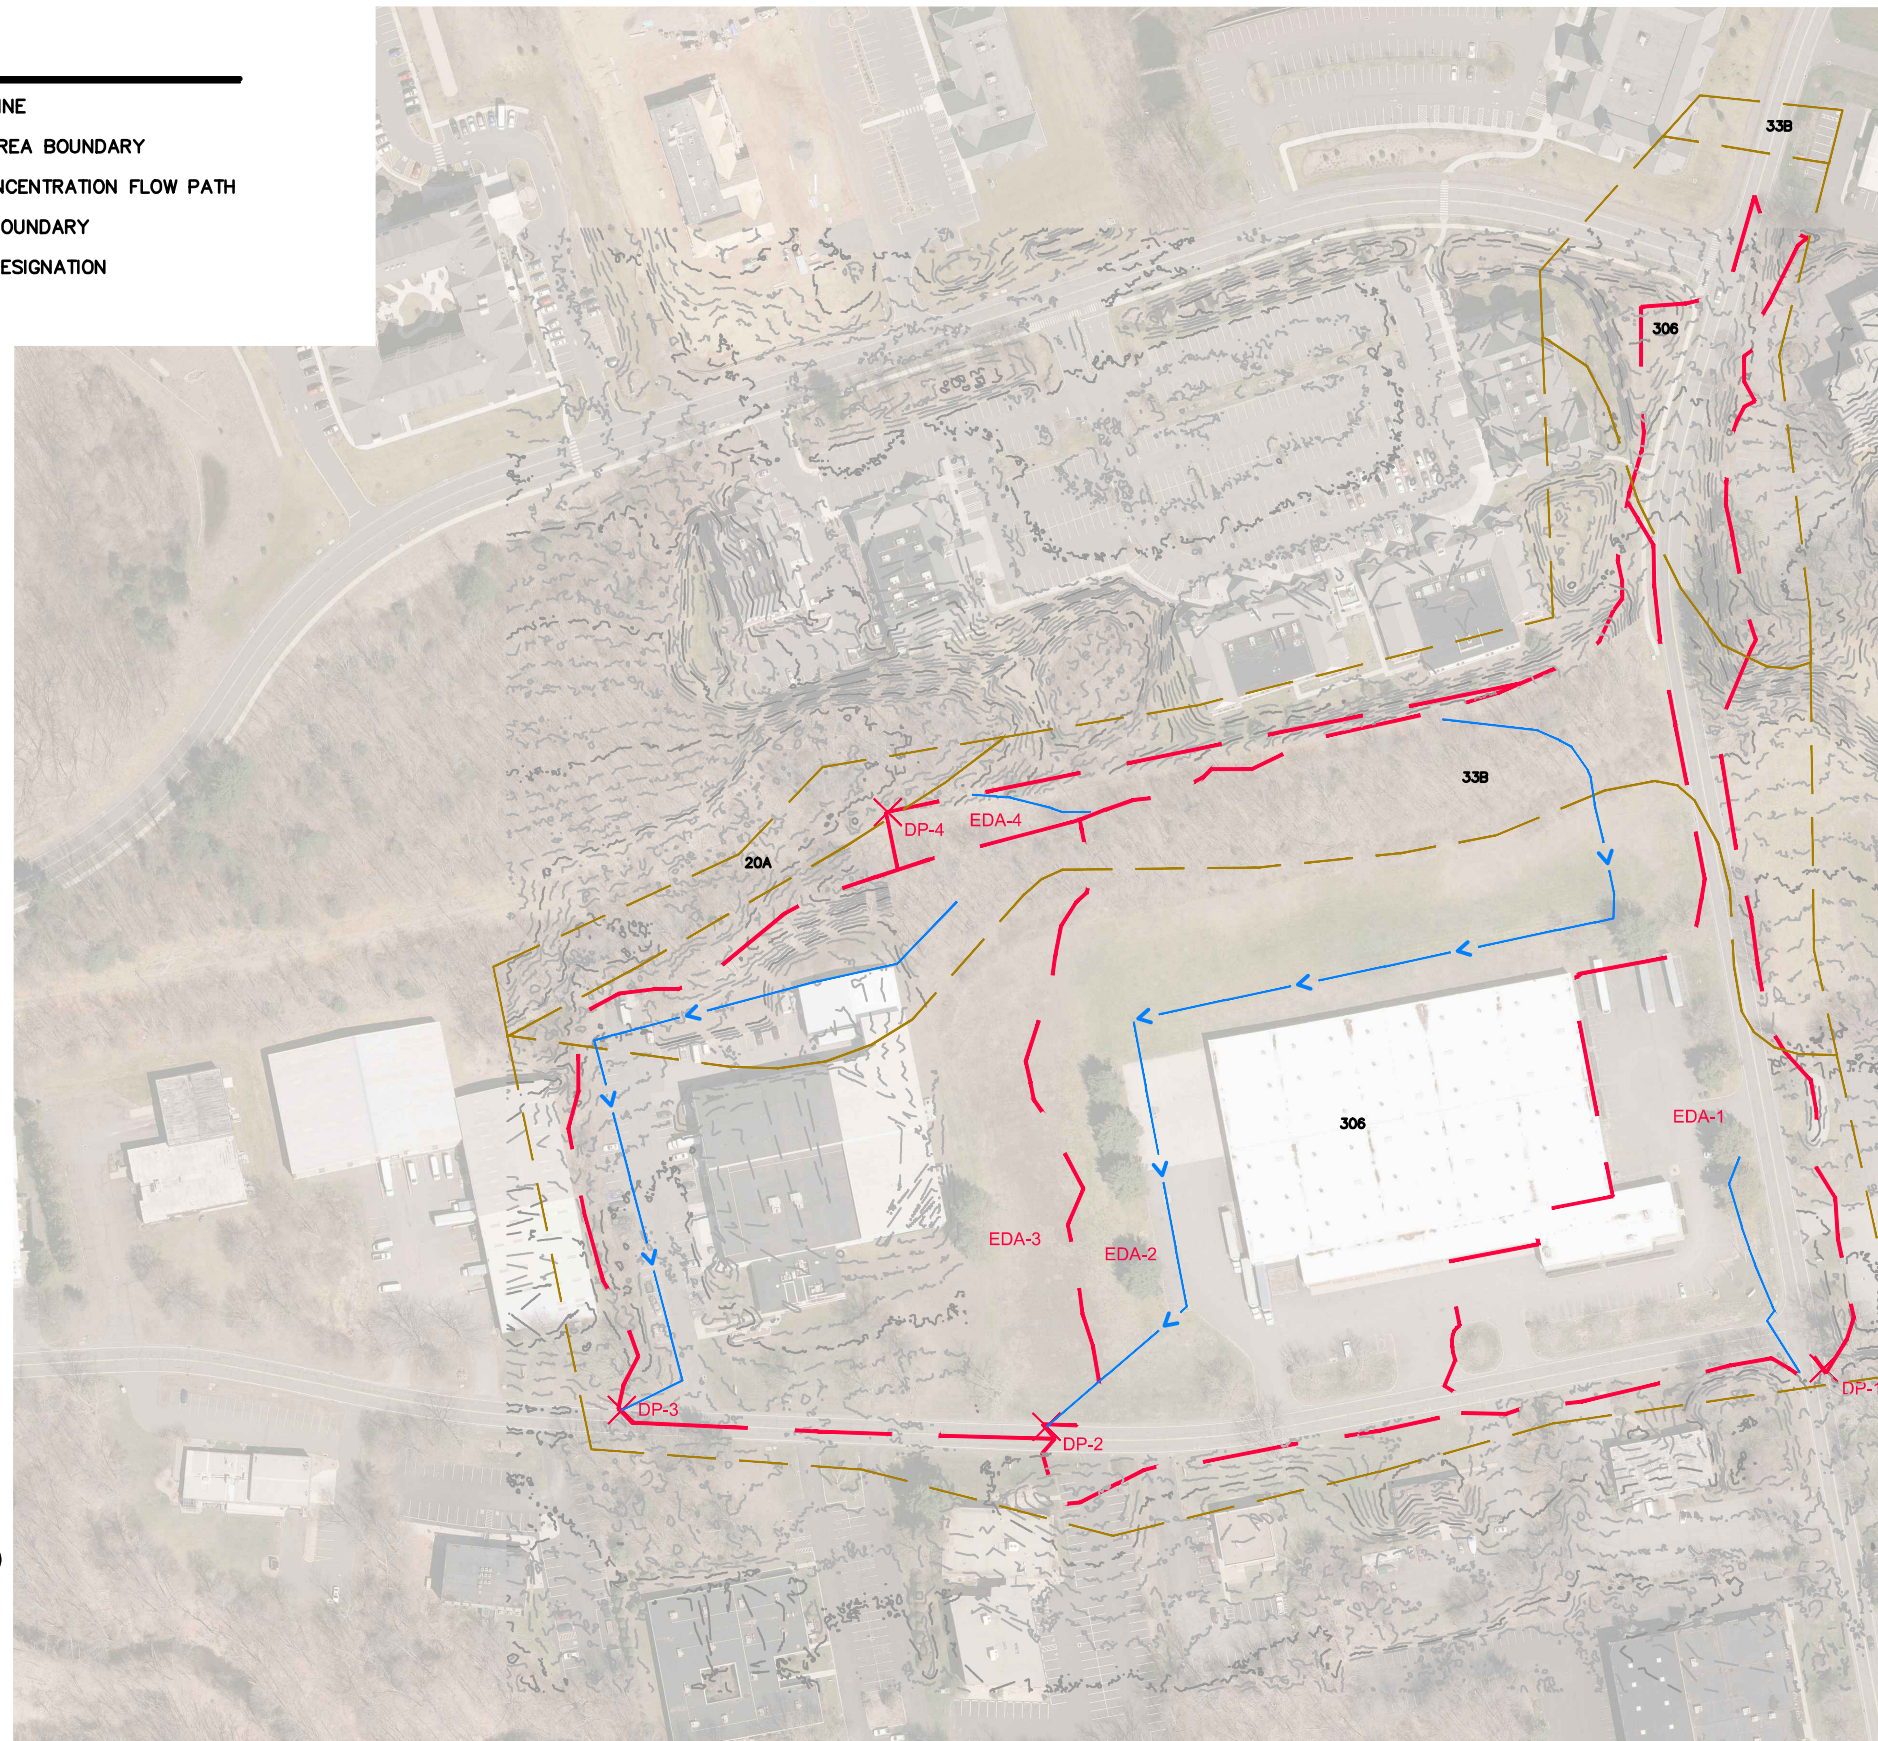 INE
REA BOUNDARY
NCENTRATION FLOW PATH
OUNDARY
ESIGNATION
33B
306
33B
DP-4
EDA-4
20A
306
EDA-1
EDA-3
EDA-2
DP-1
DP-3
DP-2
)